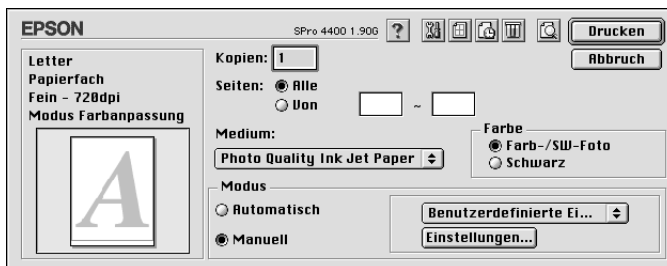 EPSON
SPro 4400 1.90G
?
Drucken
Abbruch
Letter
Papierfach
Fein - 720dpi
Modus Farbanpassung
A
Kopien: 1
Seiten: Alle
Von ~
Medium:
Photo Quality Ink Jet Paper
Farbe
Farb-/SW-Foto
Schwarz
Modus
Automatisch
Manuell
Benutzerdefinierte Ei...
Einstellungen...